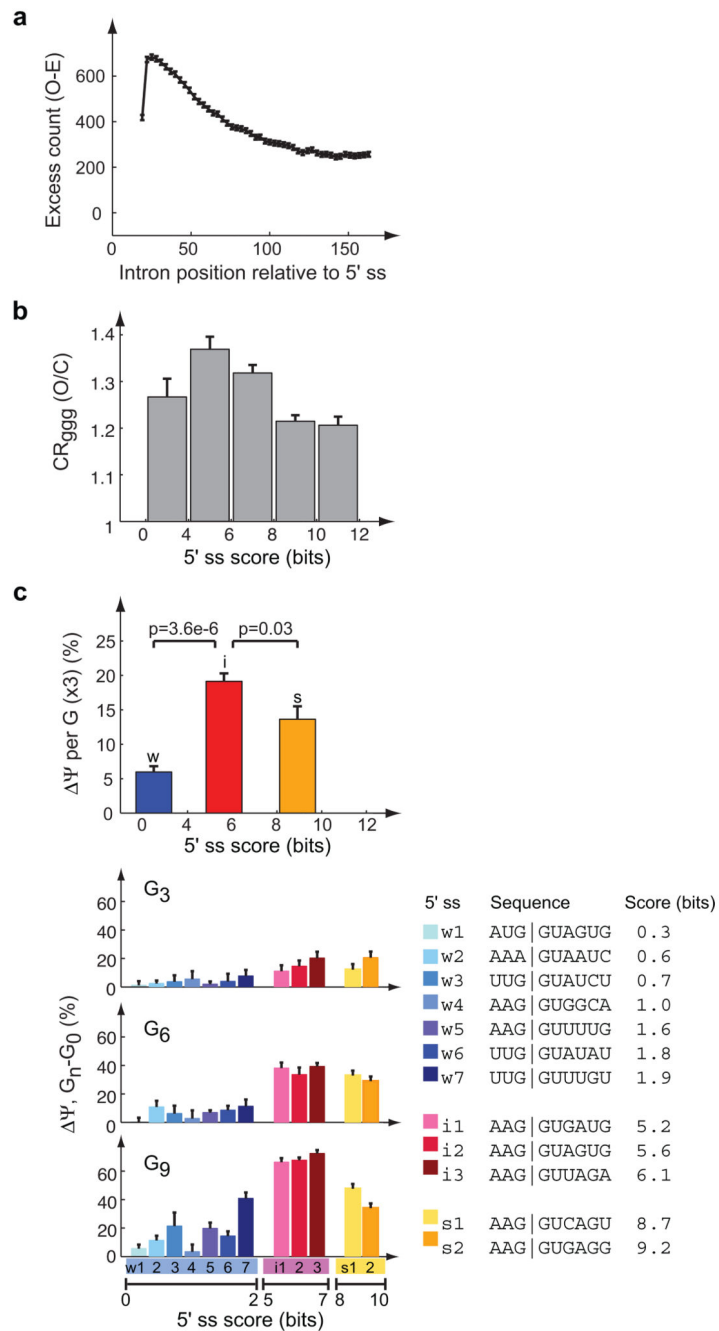 a
Excess count (O-E)
600
400
200
0
0 50 100 150
Intron position relative to 5' ss
b
CRggg (O/C)
1.4
1.3
1.2
1.1
1
0 4 6 8 10 12
5' ss score (bits)
c
p=3.6e-6 p=0.03
ΔΨ per G (x3) (%)
25
20
15
10
5
0
w
i
s
0 4 6 8 10 12
5' ss score (bits)
ΔΨ, Gn-G0 (%)
G3
60
40
20
0
G6
60
40
20
0
G9
60
40
20
0
w1 2 3 4 5 6 7 i1 2 3 s1 2
0 2 5 7 8 10
5' ss score (bits)
5' ss Sequence Score (bits)
w1 AUG|GUAGUG 0.3
w2 AAA|GUAAUC 0.6
w3 UUG|GUAUCU 0.7
w4 AAG|GUGGCA 1.0
w5 AAG|GUUUUG 1.6
w6 UUG|GUAUAU 1.8
w7 UUG|GUUUGU 1.9
i1 AAG|GUGAUG 5.2
i2 AAG|GUAGUG 5.6
i3 AAG|GUUAGA 6.1
s1 AAG|GUCAGU 8.7
s2 AAG|GUGAGG 9.2